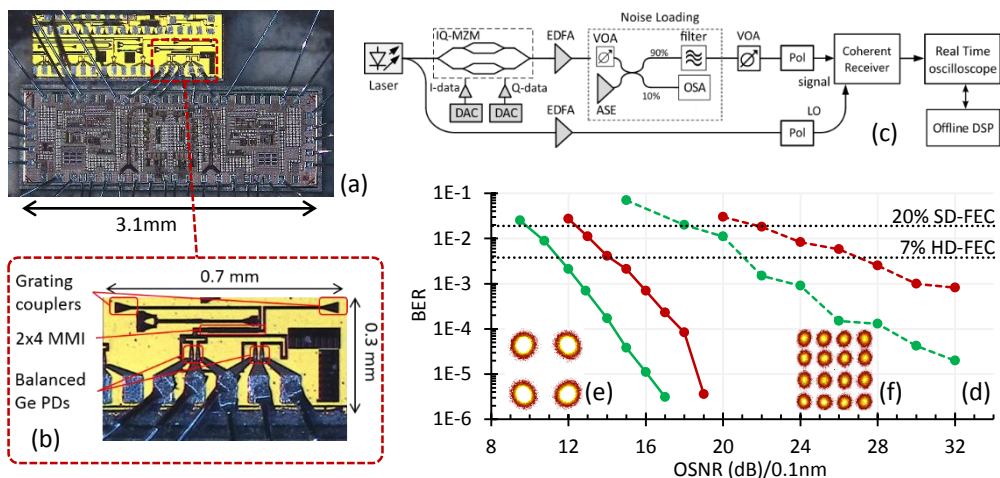 (a)
3.1mm
0.7 mm
Grating
couplers
2x4 MMI
Balanced
Ge PDs
0.3 mm
(b)
Noise Loading
IQ-MZM
EDFA
VOA
90%
filter
VOA
Pol
signal
Coherent
Receiver
Real Time
oscilloscope
Laser
I-data
Q-data
DAC
DAC
ASE
10%
OSA
EDFA
LO
Pol
Offline DSP
(c)
1E-1
1E-2
1E-3
1E-4
1E-5
1E-6
BER
20% SD-FEC
7% HD-FEC
(e)
(f)
(d)
8 12 16 20 24 28 32
OSNR (dB)/0.1nm